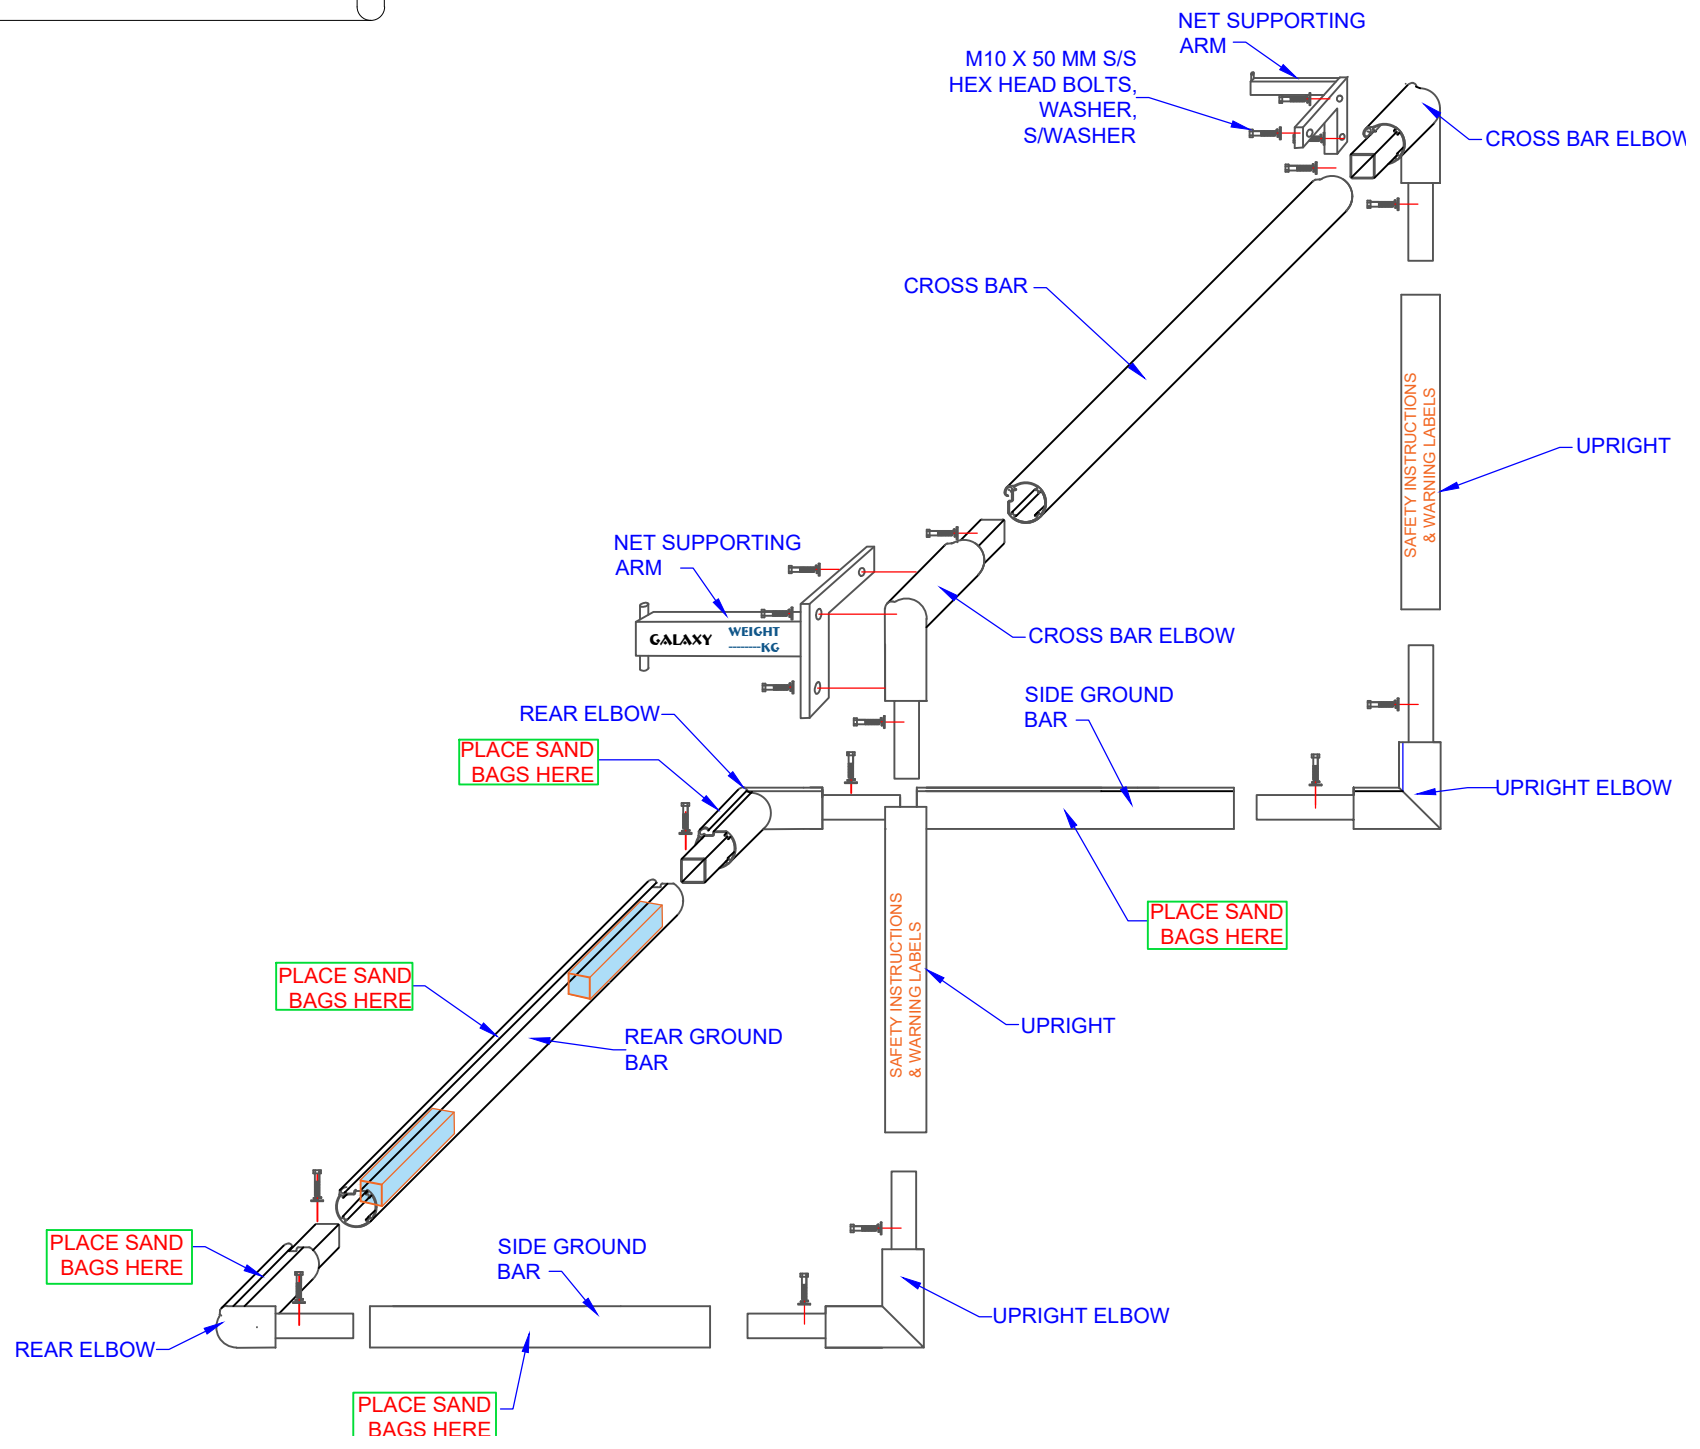 NET SUPPORTING
ARM
M10 X 50 MM S/S
HEX HEAD BOLTS,
WASHER,
S/WASHER
CROSS BAR ELBOW
CROSS BAR
SAFETY INSTRUCTIONS
& WARNING LABELS
UPRIGHT
NET SUPPORTING
ARM
GALAXY
WEIGHT
--------KG
CROSS BAR ELBOW
REAR ELBOW
SIDE GROUND
BAR
PLACE SAND
BAGS HERE
UPRIGHT ELBOW
PLACE SAND
BAGS HERE
SAFETY INSTRUCTIONS
& WARNING LABELS
PLACE SAND
BAGS HERE
UPRIGHT
REAR GROUND
BAR
PLACE SAND
BAGS HERE
SIDE GROUND
BAR
UPRIGHT ELBOW
REAR ELBOW
PLACE SAND
BAGS HERE